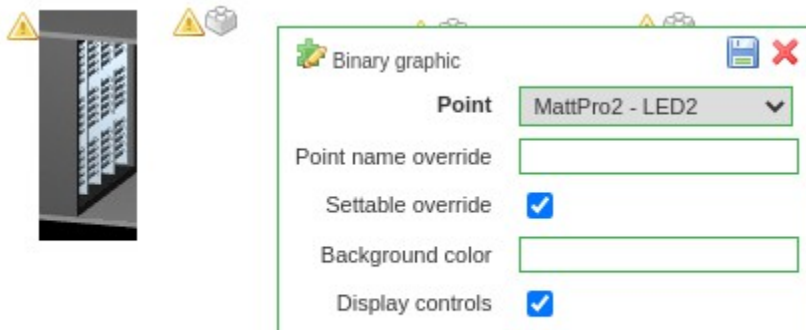 Binary graphic
Point MattPro2 - LED2
Point name override
Settable override
Background color
Display controls